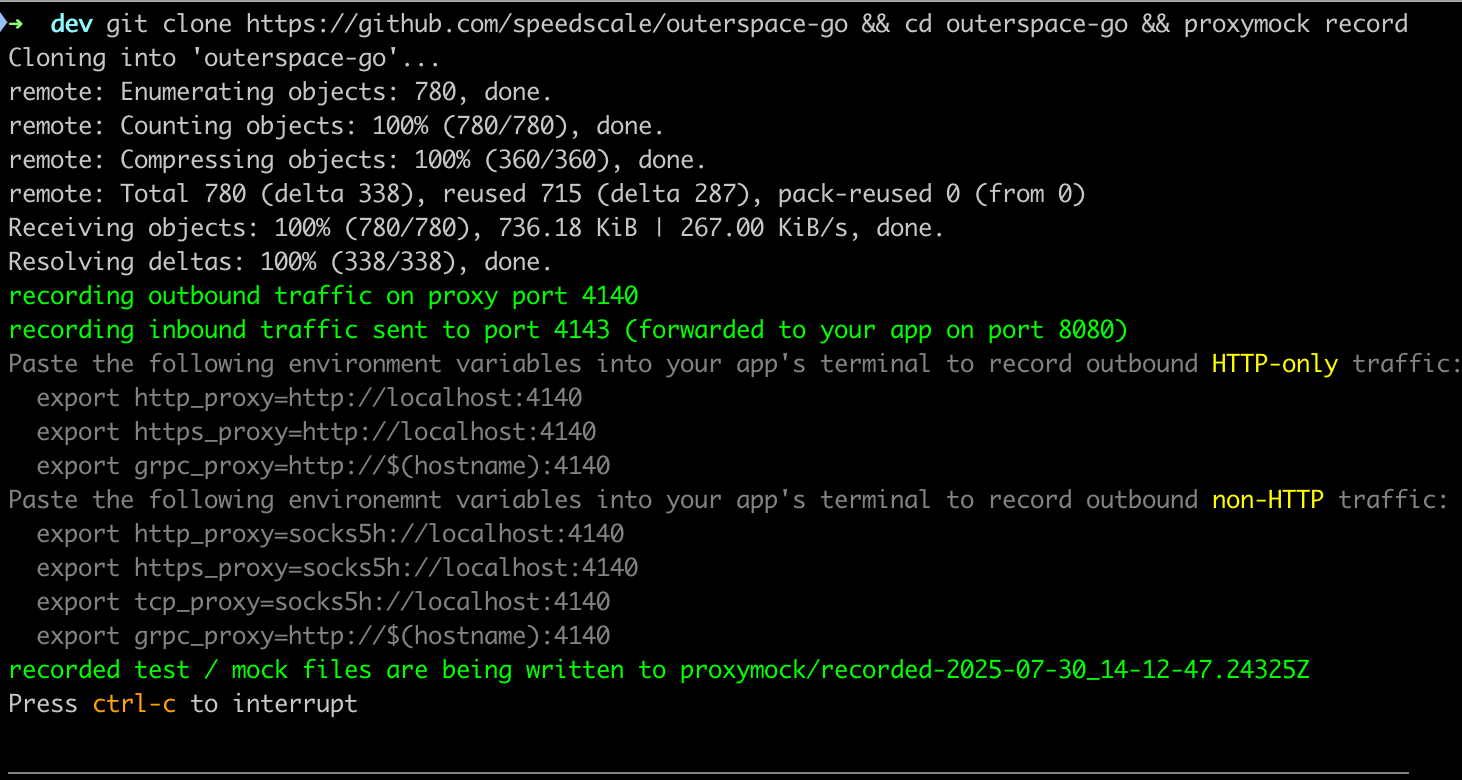 → dev git clone https://github.com/speedscale/outerspace-go && cd outerspace-go && proxymock record
Cloning into 'outerspace-go'...
remote: Enumerating objects: 780, done.
remote: Counting objects: 100% (780/780), done.
remote: Compressing objects: 100% (360/360), done.
remote: Total 780 (delta 338), reused 715 (delta 287), pack-reused 0 (from 0)
Receiving objects: 100% (780/780), 736.18 KiB | 267.00 KiB/s, done.
Resolving deltas: 100% (338/338), done.
recording outbound traffic on proxy port 4140
recording inbound traffic sent to port 4143 (forwarded to your app on port 8080)
Paste the following environment variables into your app's terminal to record outbound HTTP-only traffic:
  export http_proxy=http://localhost:4140
  export https_proxy=http://localhost:4140
  export grpc_proxy=http://$(hostname):4140
Paste the following environemnt variables into your app's terminal to record outbound non-HTTP traffic:
  export http_proxy=socks5h://localhost:4140
  export https_proxy=socks5h://localhost:4140
  export tcp_proxy=socks5h://localhost:4140
  export grpc_proxy=http://$(hostname):4140
recorded test / mock files are being written to proxymock/recorded-2025-07-30_14-12-47.24325Z
Press ctrl-c to interrupt